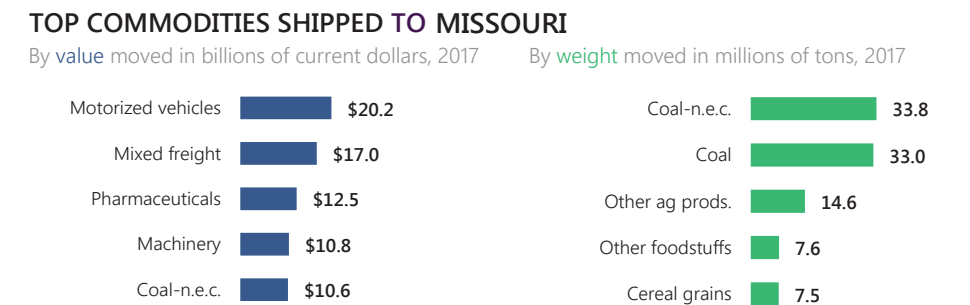 TOP COMMODITIES SHIPPED TO MISSOURI
By value moved in billions of current dollars, 2017
Motorized vehicles $20.2
Mixed freight $17.0
Pharmaceuticals $12.5
Machinery $10.8
Coal-n.e.c. $10.6
By weight moved in millions of tons, 2017
Coal-n.e.c. 33.8
Coal 33.0
Other ag prods. 14.6
Other foodstuffs 7.6
Cereal grains 7.5